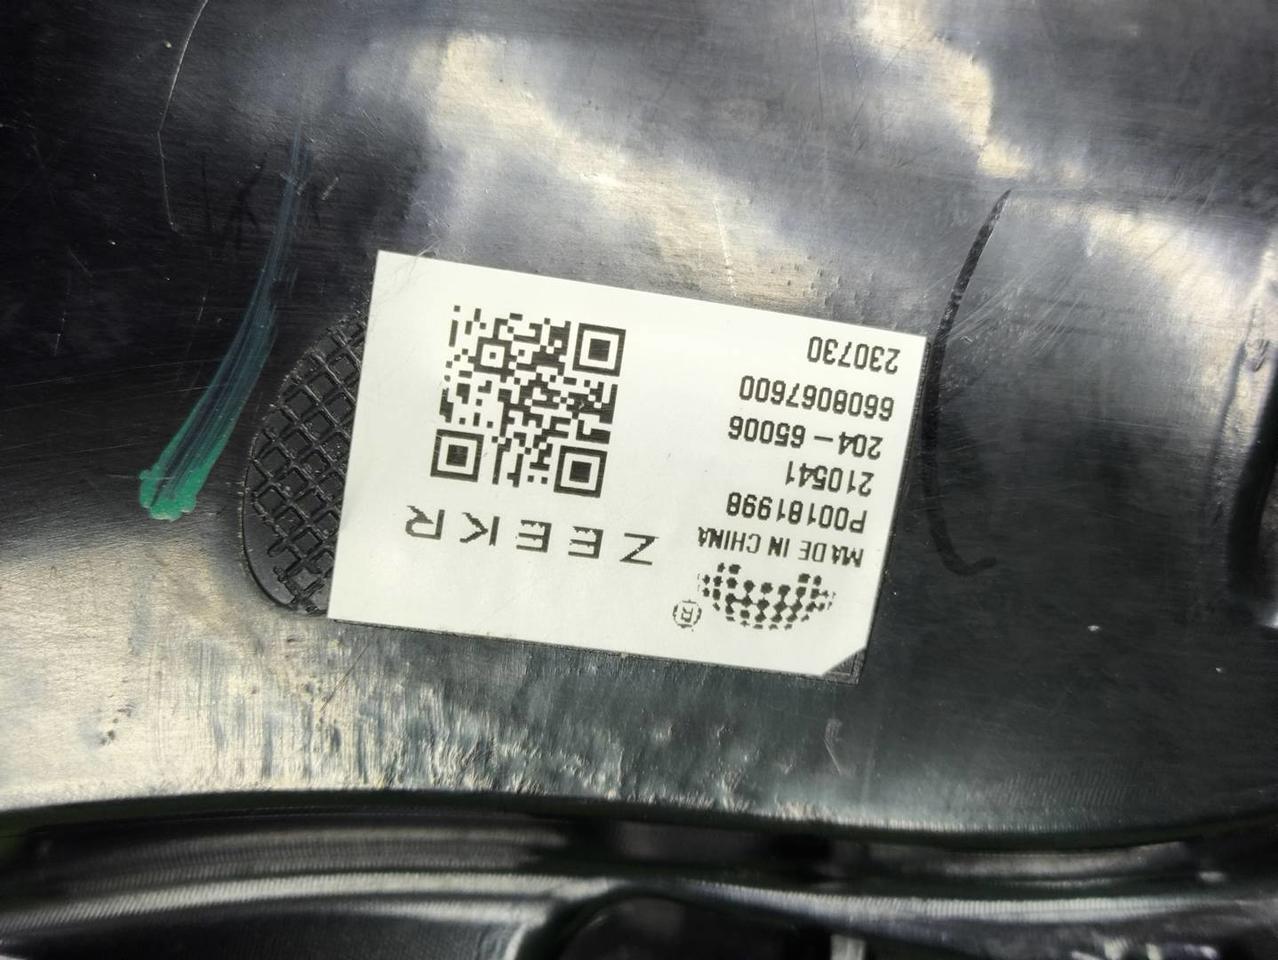 ZEEKR
®
MADE IN CHINA
P00181998
210541
204-65006
6608067600
230730